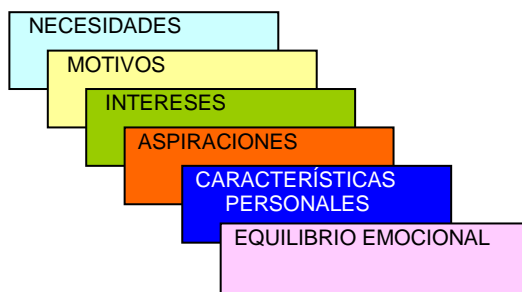 NECESIDADES
MOTIVOS
INTERESES
ASPIRACIONES
CARACTERÍSTICAS
PERSONALES
EQUILIBRIO EMOCIONAL